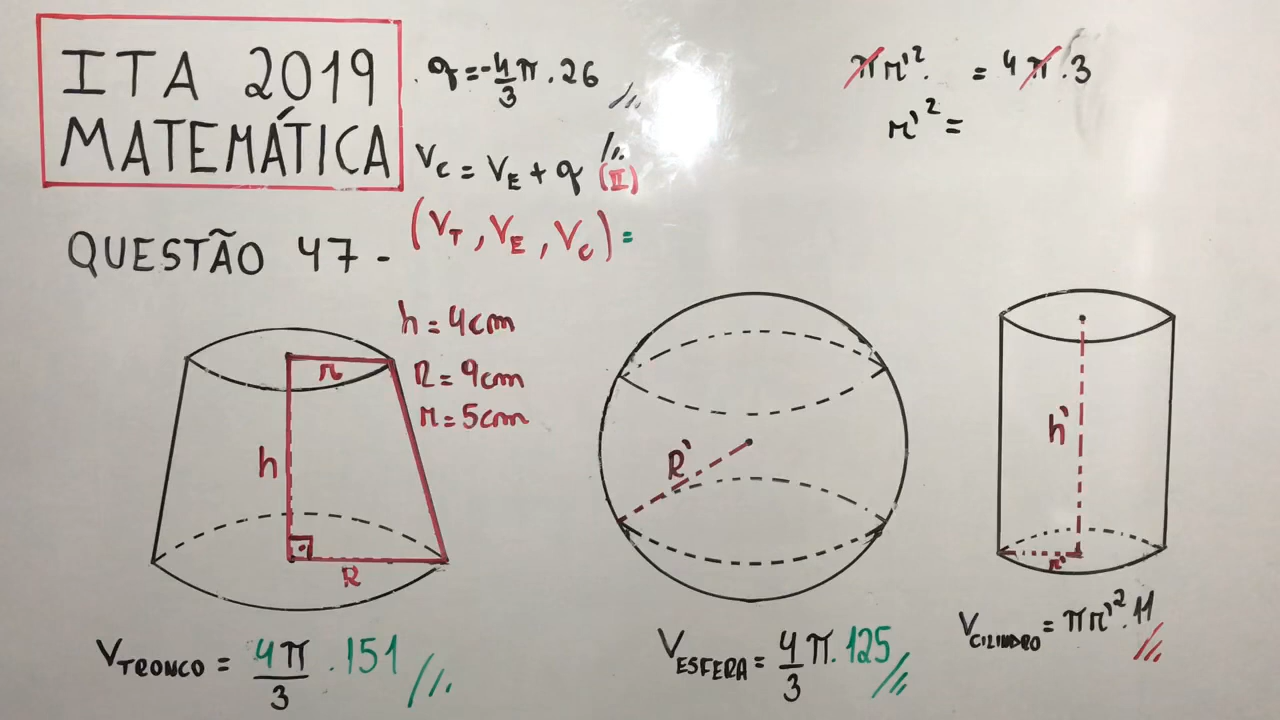 ITA 2019
MATEMÁTICA
q = -4/3 π . 26
V_C = V_E + q (II)
(V_T , V_E , V_C) =
πr'². = 4π.3
r'² =
QUESTÃO 47 -
h = 4cm
R = 9cm
r = 5cm
r
h
R
R'
h'
r'
V_TRONCO = 4π/3 . 151
V_ESFERA = 4/3 π. 125
V_CILINDRO = πr'². 11